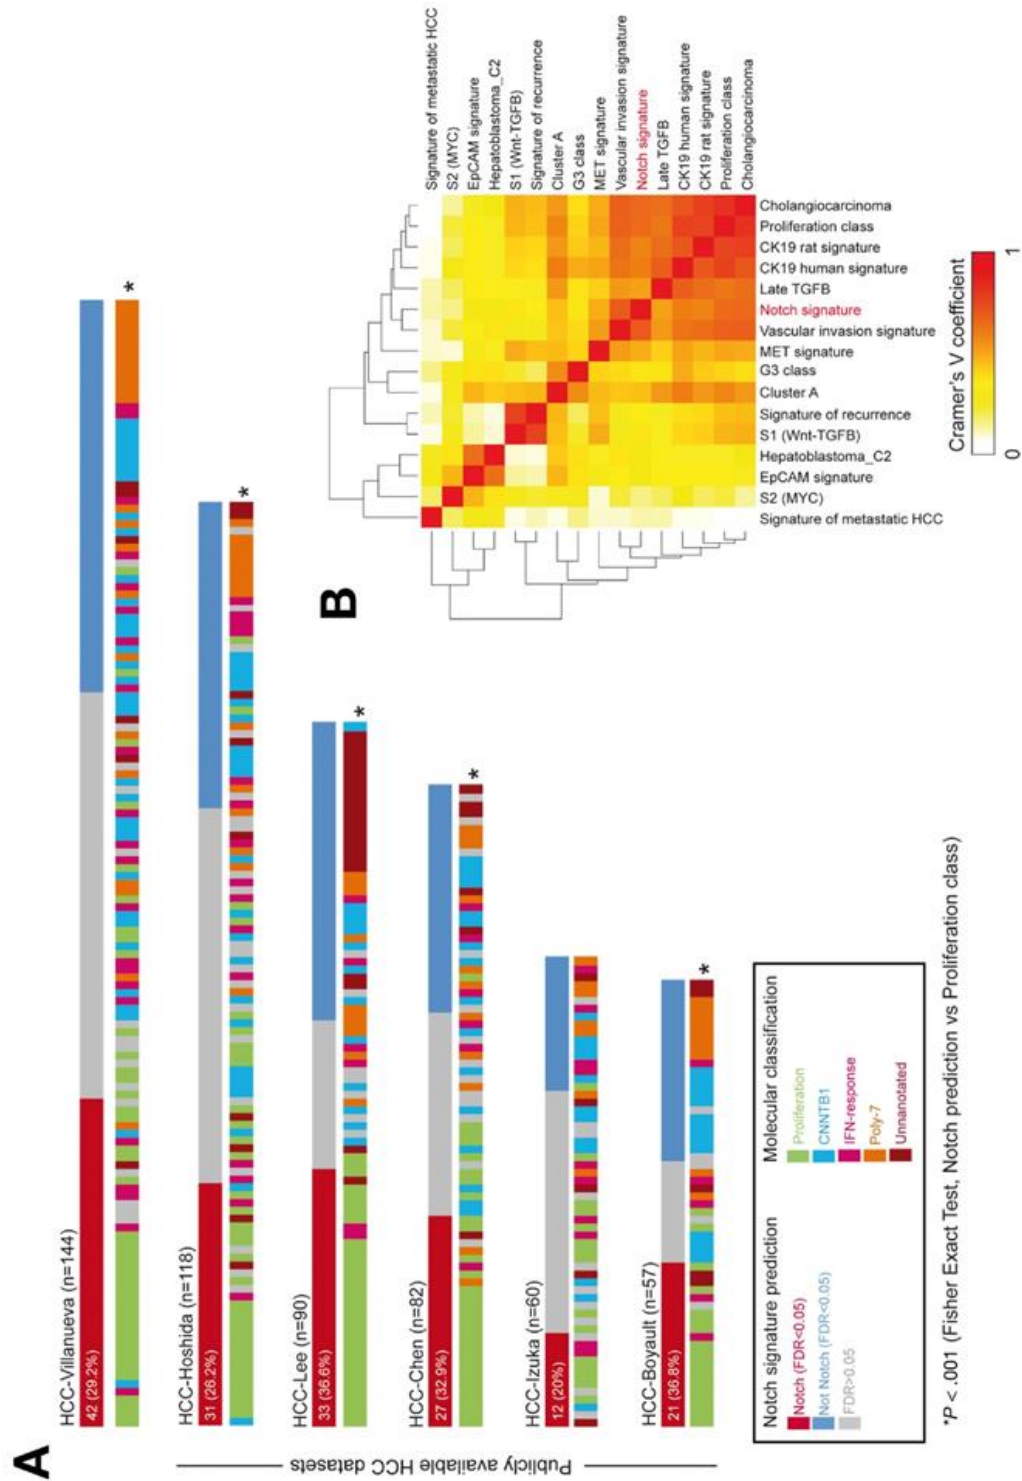 A
HCC-Villanueva (n=144)
42 (29.2%)
*
HCC-Hoshida (n=118)
31 (26.2%)
*
HCC-Lee (n=90)
33 (36.6%)
*
HCC-Chen (n=82)
27 (32.9%)
*
HCC-Izuka (n=60)
12 (20%)
HCC-Boyault (n=57)
21 (36.8%)
*
Publicly available HCC datasets
Notch signature prediction
Notch (FDR<0.05)
Not Notch (FDR<0.05)
FDR>0.05
Molecular classification
Proliferation
CNNTB1
IFN-response
Poly-7
Unnanotated
*P < .001 (Fisher Exact Test, Notch prediction vs Proliferation class)
B
Signature of metastatic HCC
S2 (MYC)
EpCAM signature
Hepatoblastoma_C2
S1 (Wnt-TGFB)
Signature of recurrence
Cluster A
G3 class
MET signature
Vascular invasion signature
Notch signature
Late TGFB
CK19 human signature
CK19 rat signature
Proliferation class
Cholangiocarcinoma
Cholangiocarcinoma
Proliferation class
CK19 rat signature
CK19 human signature
Late TGFB
Notch signature
Vascular invasion signature
MET signature
G3 class
Cluster A
Signature of recurrence
S1 (Wnt-TGFB)
Hepatoblastoma_C2
EpCAM signature
S2 (MYC)
Signature of metastatic HCC
Cramer's V coefficient
0
1